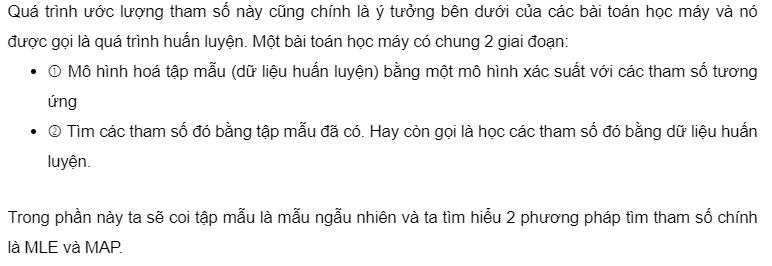 Quá trình ước lượng tham số này cũng chính là ý tưởng bên dưới của các bài toán học máy và nó
được gọi là quá trình huấn luyện. Một bài toán học máy có chung 2 giai đoạn:
• ① Mô hình hoá tập mẫu (dữ liệu huấn luyện) bằng một mô hình xác suất với các tham số tương
ứng
• ② Tìm các tham số đó bằng tập mẫu đã có. Hay còn gọi là học các tham số đó bằng dữ liệu huấn
luyện.
Trong phần này ta sẽ coi tập mẫu là mẫu ngẫu nhiên và ta tìm hiểu 2 phương pháp tìm tham số chính
là MLE và MAP.